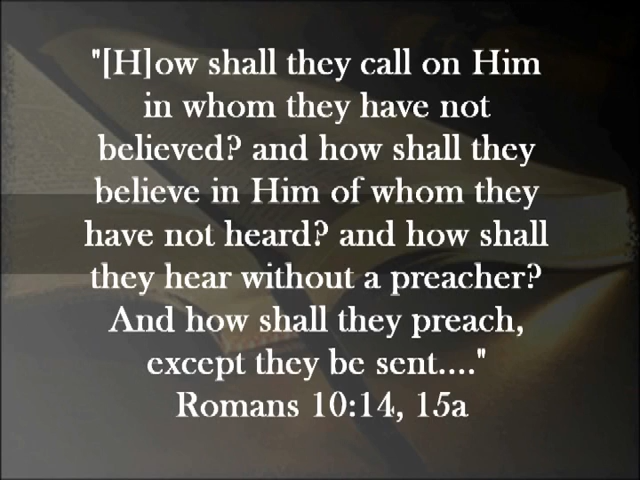 "[H]ow shall they call on Him
in whom they have not
believed? and how shall they
believe in Him of whom they
have not heard? and how shall
they hear without a preacher?
And how shall they preach,
except they be sent...."
Romans 10:14, 15a